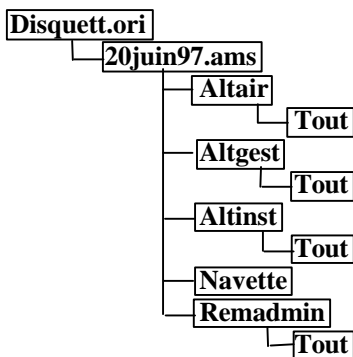 Disquett.ori
20juin97.ams
Altair
Tout
Altgest
Tout
Altinst
Tout
Navette
Remadmin
Tout